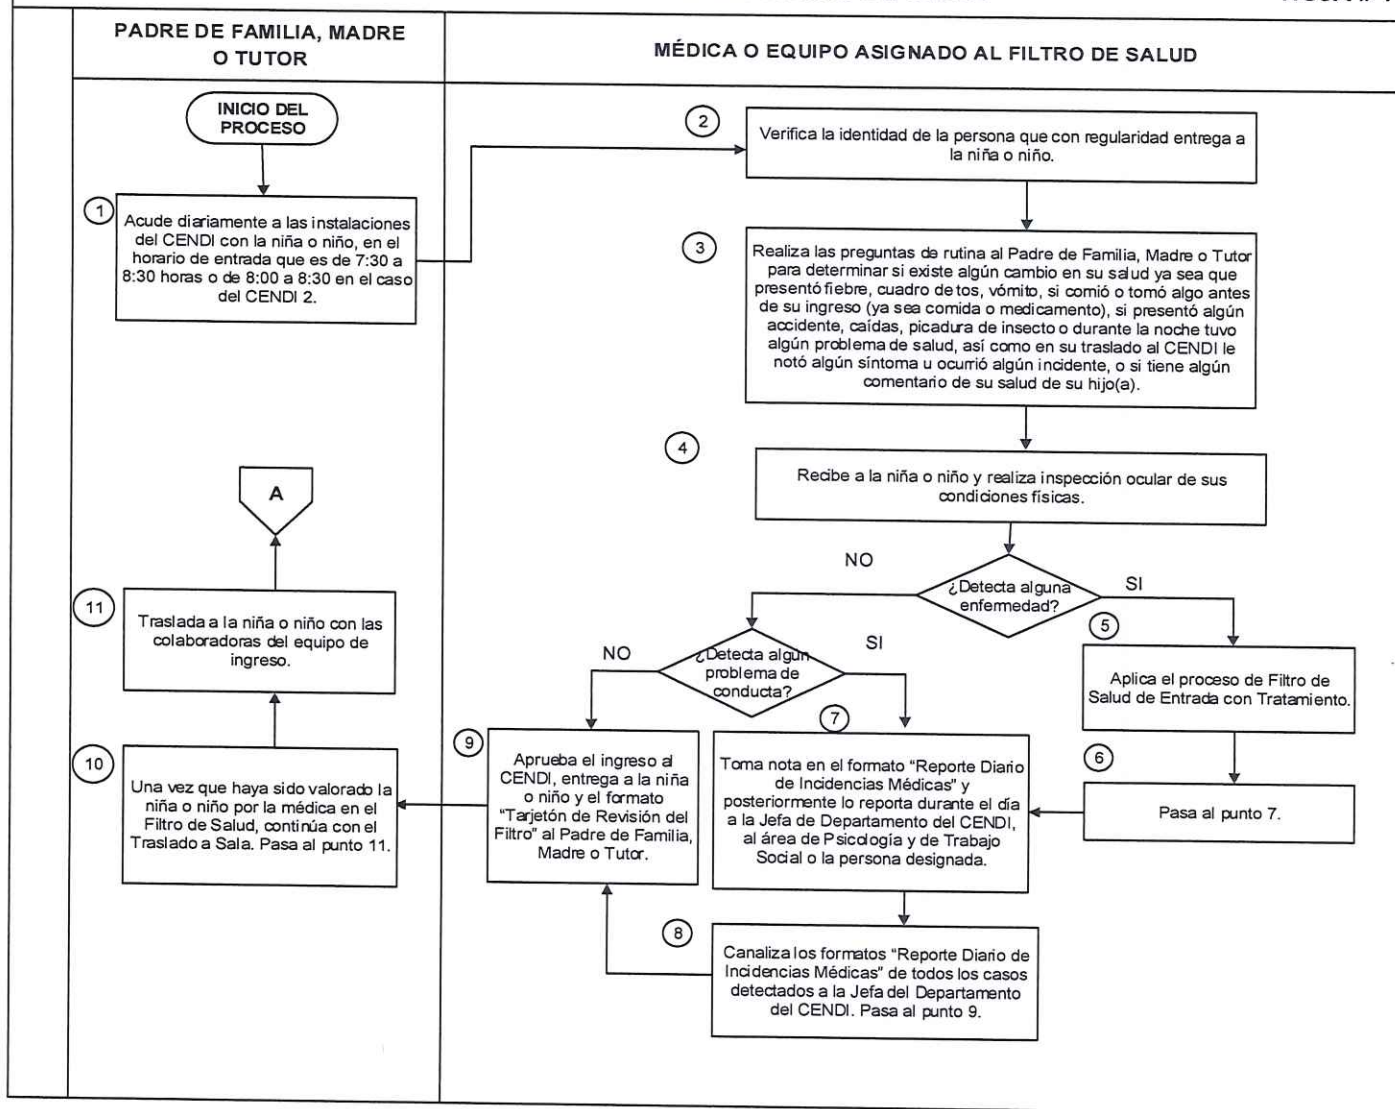 PADRE DE FAMILIA, MADRE
O TUTOR
MÉDICA O EQUIPO ASIGNADO AL FILTRO DE SALUD
INICIO DEL
PROCESO
1
Acude diariamente a las instalaciones
del CENDI con la niña o niño, en el
horario de entrada que es de 7:30 a
8:30 horas o de 8:00 a 8:30 en el caso
del CENDI 2.
2
Verifica la identidad de la persona que con regularidad entrega a
la niña o niño.
3
Realiza las preguntas de rutina al Padre de Familia, Madre o Tutor
para determinar si existe algún cambio en su salud ya sea que
presentó fiebre, cuadro de tos, vómito, si comió o tomó algo antes
de su ingreso (ya sea comida o medicamento), si presentó algún
accidente, caídas, picadura de insecto o durante la noche tuvo
algún problema de salud, así como en su traslado al CENDI le
notó algún síntoma u ocurrió algún incidente, o si tiene algún
comentario de su salud de su hijo(a).
4
Recibe a la niña o niño y realiza inspección ocular de sus
condiciones físicas.
NO
¿Detecta alguna
enfermedad?
SI
5
Aplica el proceso de Filtro de
Salud de Entrada con Tratamiento.
6
Pasa al punto 7.
NO
¿Detecta algún
problema de
conducta?
SI
7
Toma nota en el formato "Reporte Diario
de Incidencias Médicas" y
posteriormente lo reporta durante el día
a la Jefa de Departamento del CENDI,
al área de Psicología y de Trabajo
Social o la persona designada.
8
Canaliza los formatos "Reporte Diario de
Incidencias Médicas" de todos los casos
detectados a la Jefa del Departamento
del CENDI. Pasa al punto 9.
9
Aprueba el ingreso al
CENDI, entrega a la niña
o niño y el formato
"Tarjetón de Revisión del
Filtro" al Padre de Familia,
Madre o Tutor.
10
Una vez que haya sido valorado la
niña o niño por la médica en el
Filtro de Salud, continúa con el
Traslado a Sala. Pasa al punto 11.
11
Traslada a la niña o niño con las
colaboradoras del equipo de
ingreso.
A